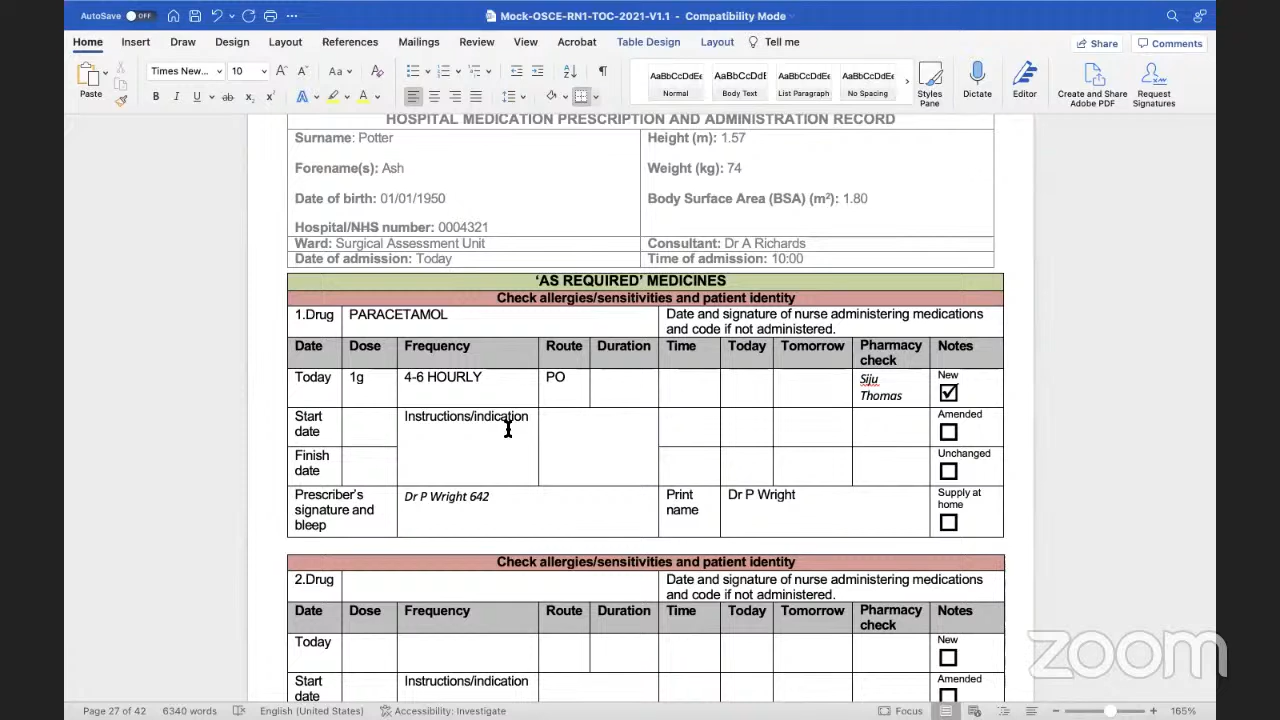 AutoSave OFF
Mock-OSCE-RN1-TOC-2021-V1.1 - Compatibility Mode
Home Insert Draw Design Layout References Mailings Review View Acrobat Table Design Layout Tell me
Share Comments
Paste
Times New... 10
AaBbCcDdEe AaBbCcDdE AaBbCcDdEe AaBbCcDdEe
Normal Body Text List Paragraph No Spacing
Styles Pane
Dictate
Editor
Create and Share Adobe PDF
Request Signatures
HOSPITAL MEDICATION PRESCRIPTION AND ADMINISTRATION RECORD
Surname: Potter
Height (m): 1.57
Forename(s): Ash
Weight (kg): 74
Date of birth: 01/01/1950
Body Surface Area (BSA) (m²): 1.80
Hospital/NHS number: 0004321
Ward: Surgical Assessment Unit
Consultant: Dr A Richards
Date of admission: Today
Time of admission: 10:00
'AS REQUIRED' MEDICINES
Check allergies/sensitivities and patient identity
1.Drug PARACETAMOL
Date and signature of nurse administering medications
and code if not administered.
Date Dose Frequency Route Duration Time Today Tomorrow Pharmacy check Notes
Today 1g 4-6 HOURLY PO Siju Thomas New
Start date
Instructions/indication
Amended
Finish date
Unchanged
Prescriber's signature and bleep
Dr P Wright 642
Print name
Dr P Wright
Supply at home
Check allergies/sensitivities and patient identity
2.Drug
Date and signature of nurse administering medications
and code if not administered.
Date Dose Frequency Route Duration Time Today Tomorrow Pharmacy check Notes
Today New
Start date
Instructions/indication
Amended
zoom
Page 27 of 42 6340 words English (United States) Accessibility: Investigate
Focus 165%